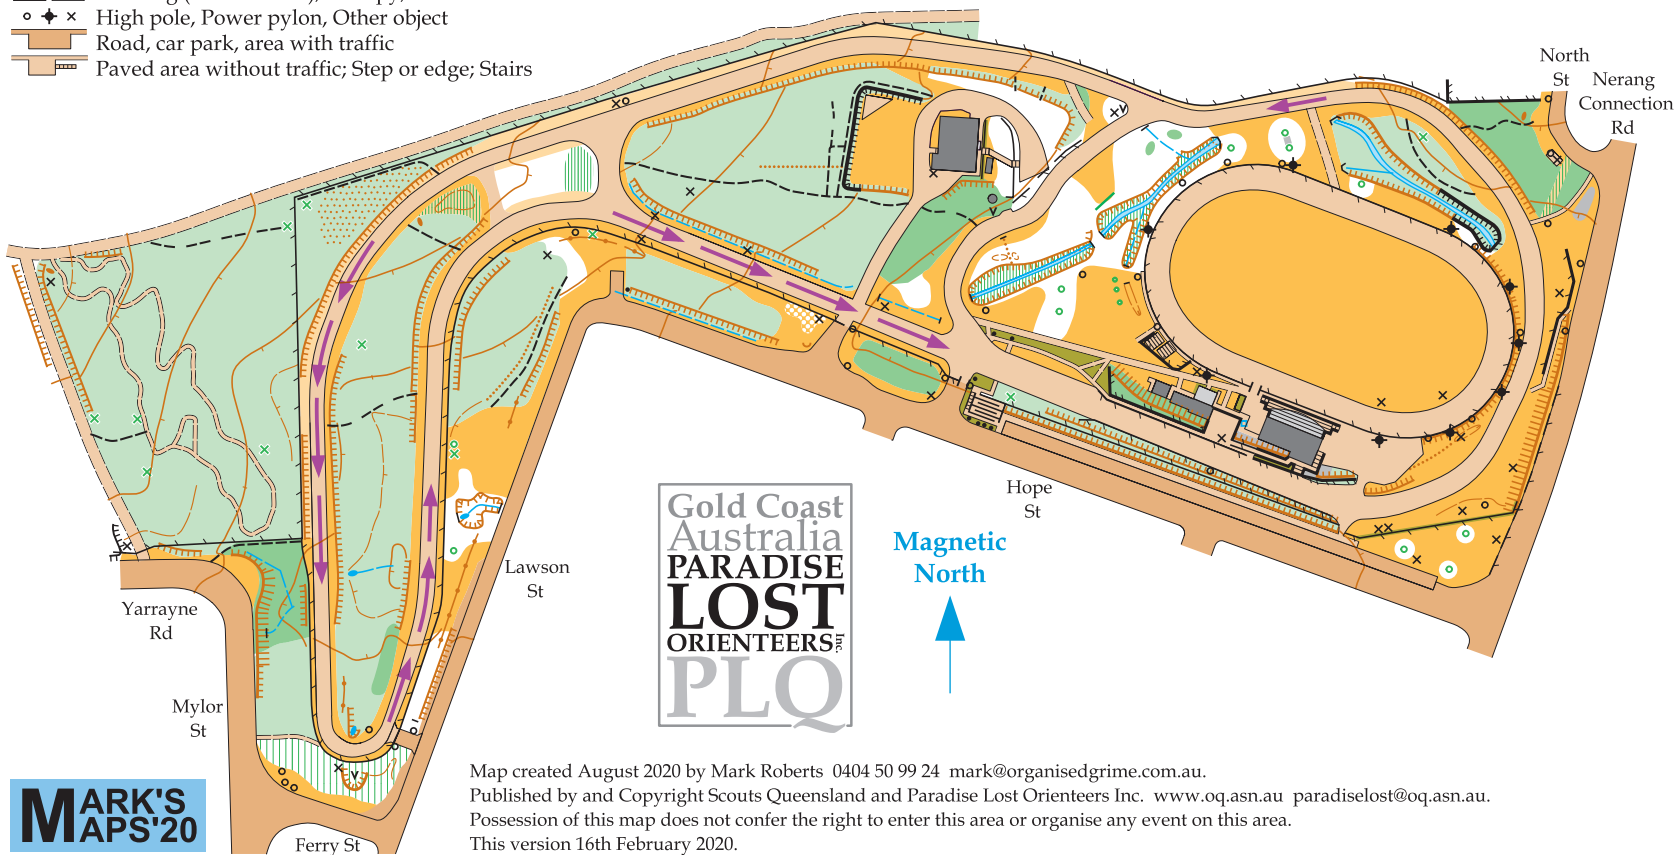 High pole, Power pylon, Other object
Road, car park, area with traffic
Paved area without traffic; Step or edge; Stairs
North
St
Nerang
Connection
Rd
Hope
St
Lawson
St
Yarrayne
Rd
Mylor
St
Ferry St
Gold Coast
Australia
PARADISE
LOST
ORIENTEERS Inc.
PLQ
Magnetic
North
Map created August 2020 by Mark Roberts 0404 50 99 24 mark@organisedgrime.com.au.
Published by and Copyright Scouts Queensland and Paradise Lost Orienteers Inc. www.oq.asn.au paradiselost@oq.asn.au.
Possession of this map does not confer the right to enter this area or organise any event on this area.
This version 16th February 2020.
MARK'S
MAPS'20